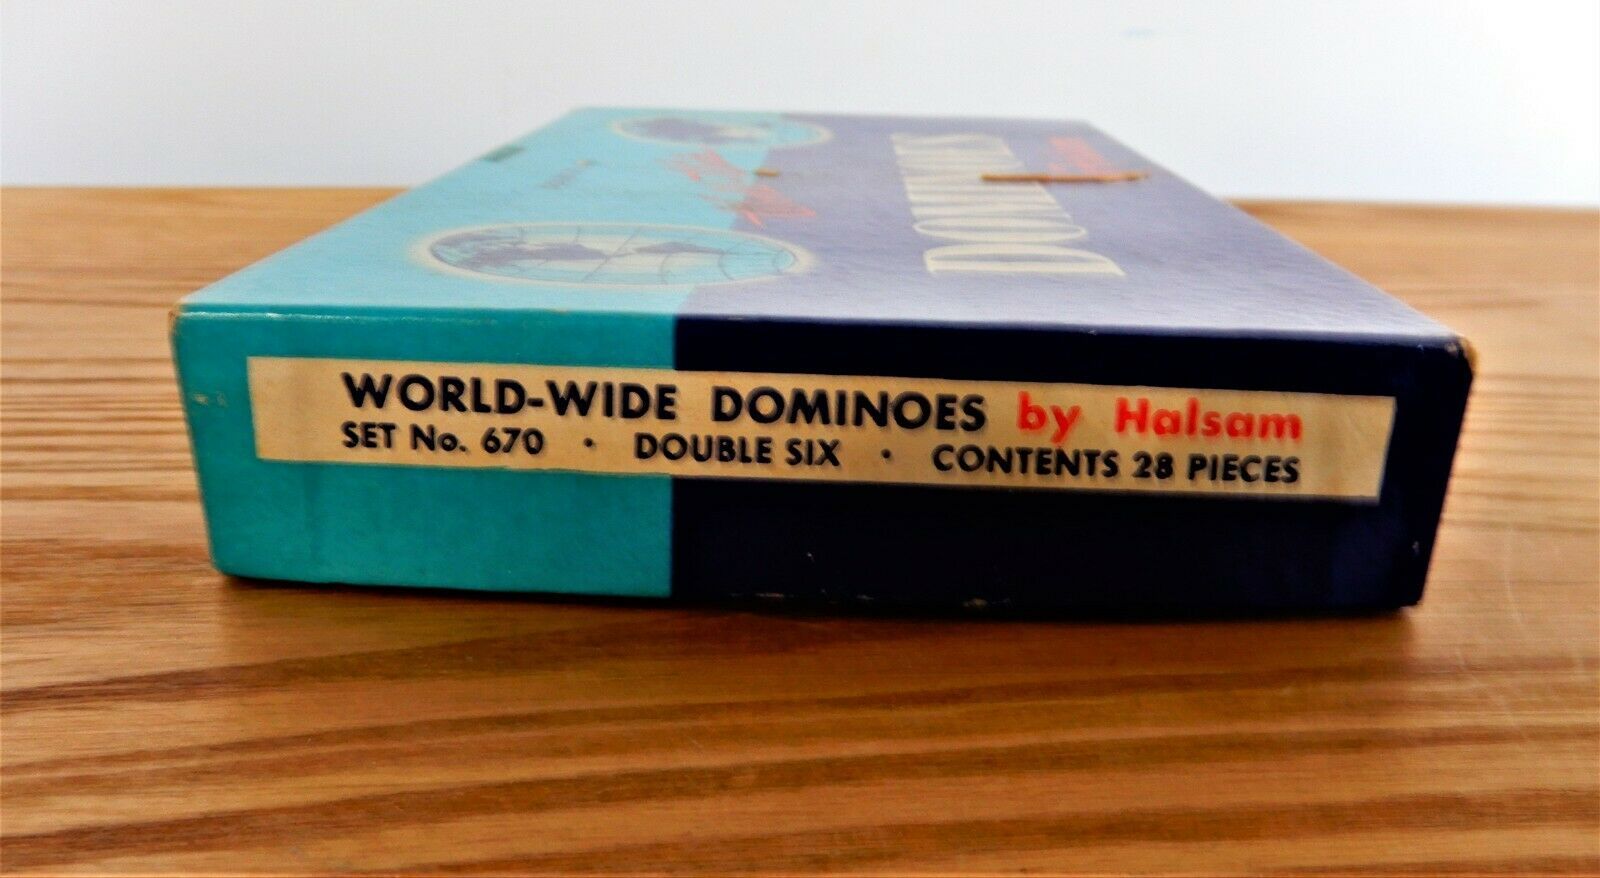 DOMINOES
WORLD-WIDE DOMINOES by Halsam
SET No. 670 · DOUBLE SIX · CONTENTS 28 PIECES